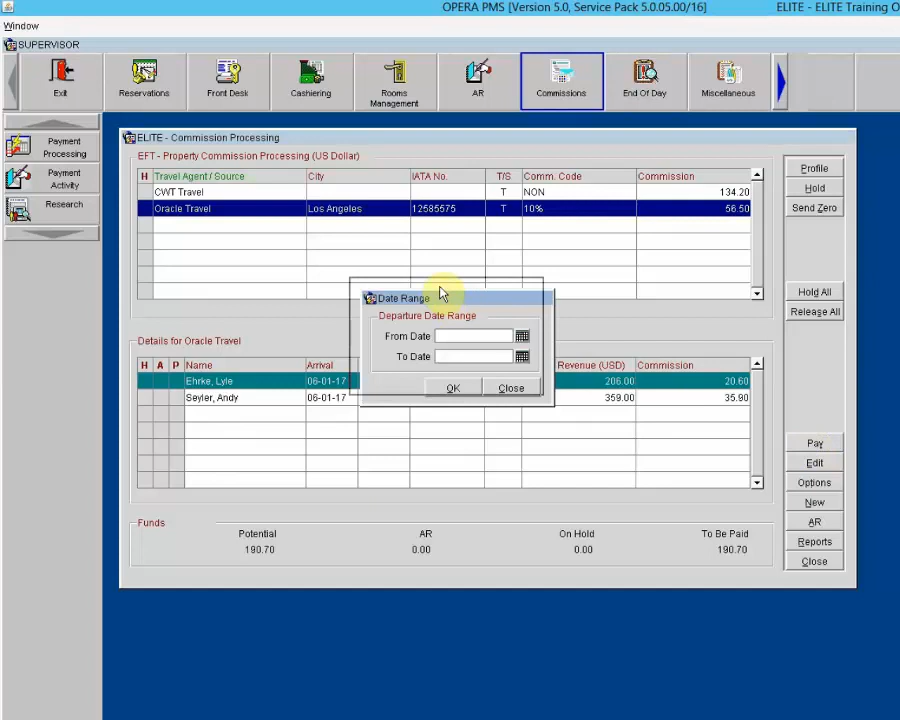 OPERA PMS [Version 5.0, Service Pack 5.0.05.00/16]
ELITE - ELITE Training O
Window
SUPERVISOR
Exit
Reservations
Front Desk
Cashiering
Rooms
Management
AR
Commissions
End Of Day
Miscellaneous
Payment
Processing
Payment
Activity
Research
ELITE - Commission Processing
EFT - Property Commission Processing (US Dollar)
H Travel Agent / Source City IATA No. T/S Comm. Code Commission
CWT Travel T NON 134.20
Oracle Travel Los Angeles 12585575 T 10% 56.50
Profile
Hold
Send Zero
Hold All
Release All
Date Range
Departure Date Range
From Date
To Date
OK Close
Details for Oracle Travel
H A P Name Arrival Revenue (USD) Commission
Ehrke, Lyle 06-01-17 206.00 20.60
Seyler, Andy 06-01-17 359.00 35.90
Pay
Edit
Options
New
AR
Reports
Close
Funds
Potential AR On Hold To Be Paid
190.70 0.00 0.00 190.70